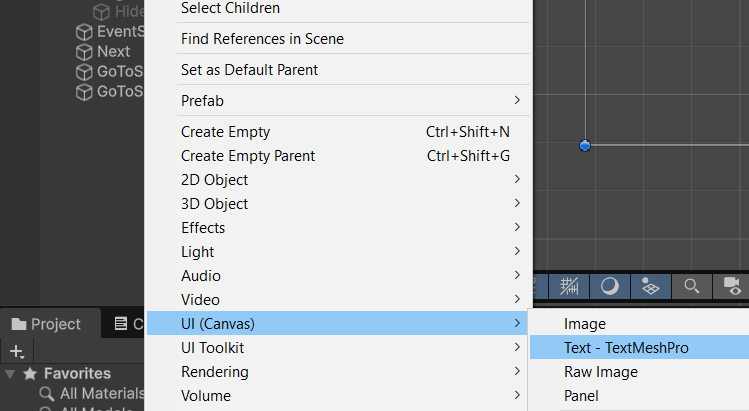 Hide
Select Children
EventS
Find References in Scene
Next
GoToS
Set as Default Parent
GoToS
Prefab
Create Empty Ctrl+Shift+N
Create Empty Parent Ctrl+Shift+G
2D Object
3D Object
Effects
Light
Audio
Video
UI (Canvas)
UI Toolkit
Rendering
Volume
Image
Text - TextMeshPro
Raw Image
Panel
Project
C
Favorites
All Materials
All Models